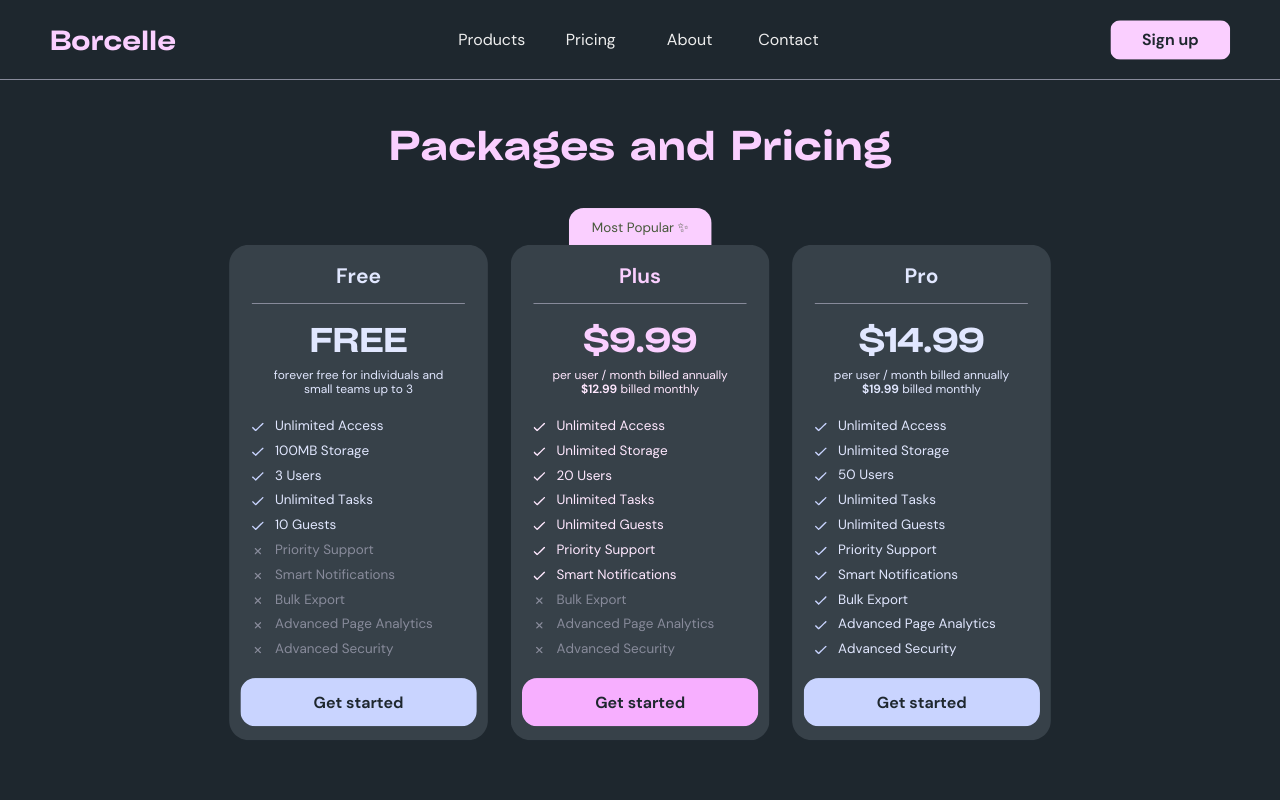 Borcelle
Products
Pricing
About
Contact
Sign up
Packages and Pricing
Most Popular ✨
Free
FREE
forever free for individuals and
small teams up to 3
Unlimited Access
100MB Storage
3 Users
Unlimited Tasks
10 Guests
Priority Support
Smart Notifications
Bulk Export
Advanced Page Analytics
Advanced Security
Get started
Plus
$9.99
per user / month billed annually
$12.99 billed monthly
Unlimited Access
Unlimited Storage
20 Users
Unlimited Tasks
Unlimited Guests
Priority Support
Smart Notifications
Bulk Export
Advanced Page Analytics
Advanced Security
Get started
Pro
$14.99
per user / month billed annually
$19.99 billed monthly
Unlimited Access
Unlimited Storage
50 Users
Unlimited Tasks
Unlimited Guests
Priority Support
Smart Notifications
Bulk Export
Advanced Page Analytics
Advanced Security
Get started